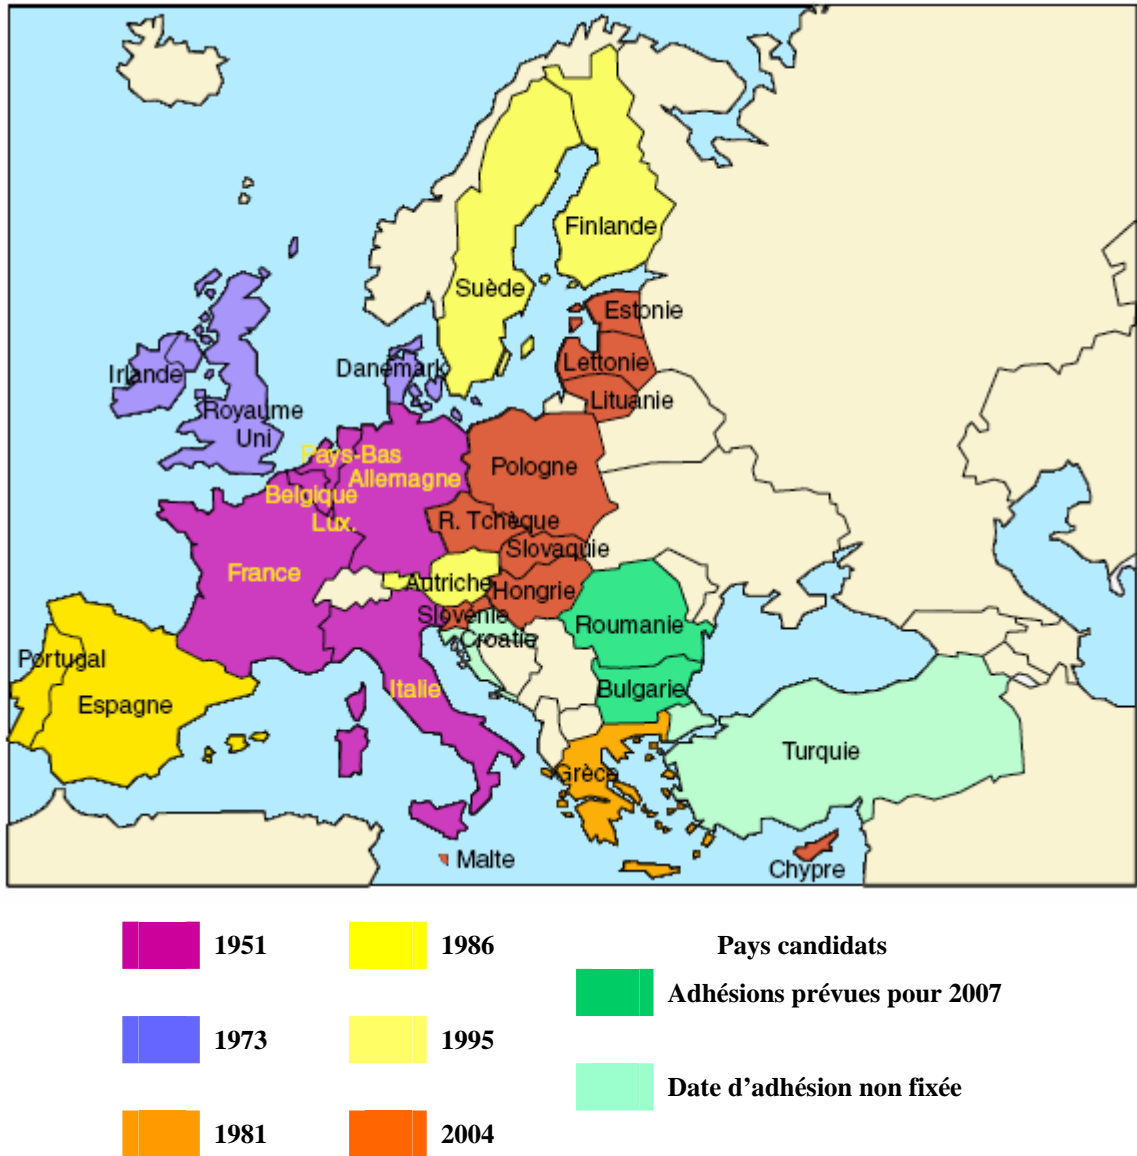 Finlande
Suède
Estonie
Lettonie
Lituanie
Danemark
Irlande
Royaume
Uni
Pays-Bas
Allemagne
Belgique
Lux.
Pologne
R. Tchèque
Slovaquie
France
Autriche
Hongrie
Slovénie
Croatie
Roumanie
Portugal
Espagne
Italie
Bulgarie
Turquie
Grèce
Malte
Chypre
1951
1986
Pays candidats
Adhésions prévues pour 2007
1973
1995
Date d’adhésion non fixée
1981
2004